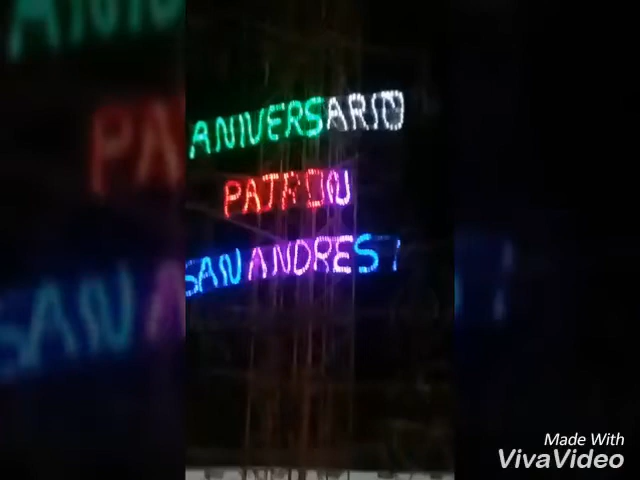 ANIVERSARIO
PATRON
SAN ANDRES
Made With
VivaVideo